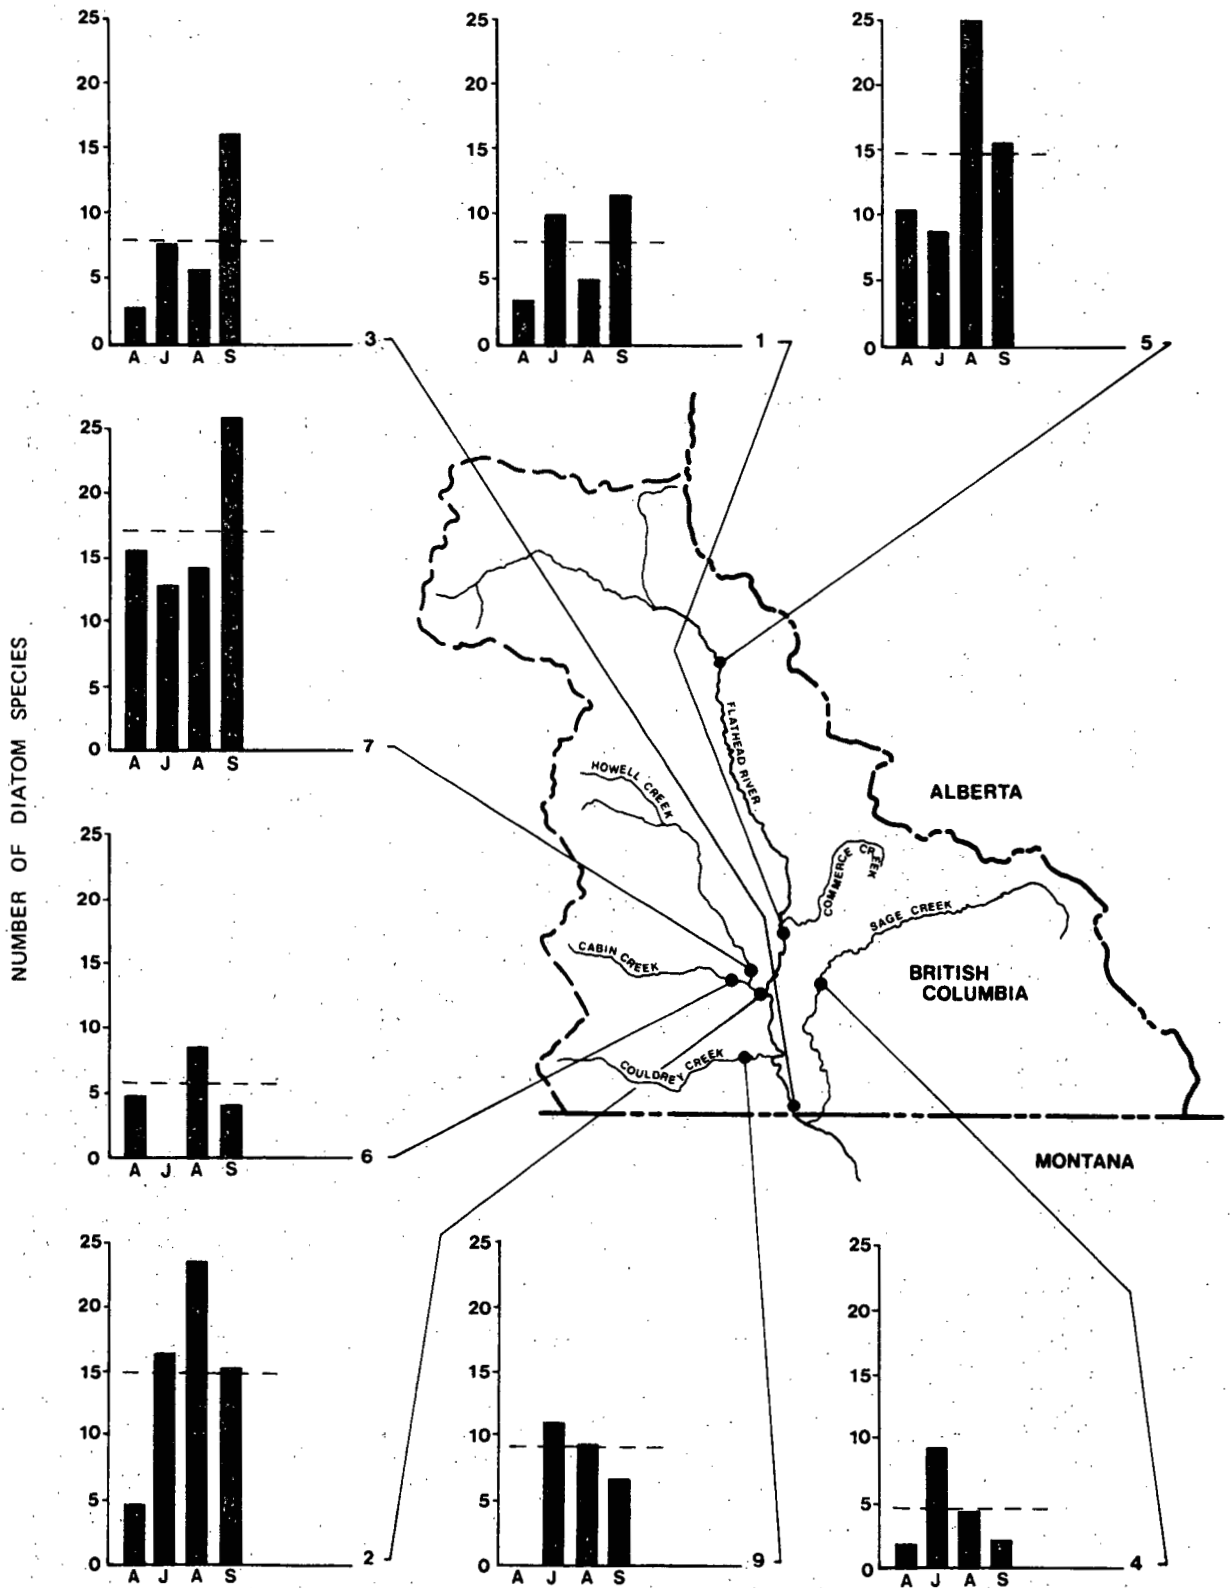 NUMBER OF DIATOM SPECIES
25
20
15
10
5
0
A J A S
3
25
20
15
10
5
0
A J A S
1
25
20
15
10
5
0
A J A S
5
25
20
15
10
5
0
A J A S
7
25
20
15
10
5
0
A J A S
6
25
20
15
10
5
0
A J A S
2
25
20
15
10
5
0
A J A S
9
25
20
15
10
5
0
A J A S
4
FLATHEAD RIVER
HOWELL CREEK
ALBERTA
COMMERCE CREEK
SAGE CREEK
CABIN CREEK
BRITISH
COLUMBIA
COULDREY CREEK
MONTANA